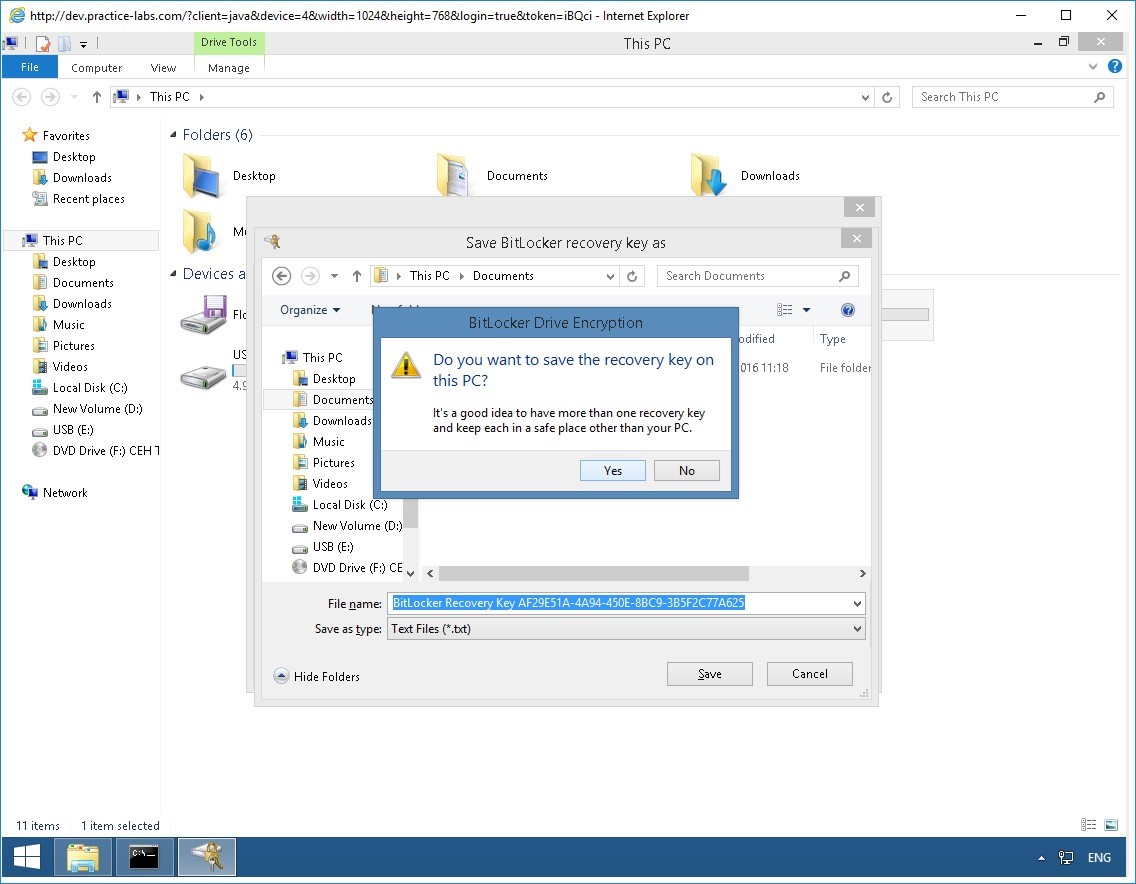 http://dev.practice-labs.com/?client=java&device=4&width=1024&height=768&login=true&token=iBQci - Internet Explorer
Drive Tools
This PC
File
Computer
View
Manage
This PC
Search This PC
Favorites
Desktop
Downloads
Recent places
This PC
Desktop
Documents
Downloads
Music
Pictures
Videos
Local Disk (C:)
New Volume (D:)
USB (E:)
DVD Drive (F:) CEH
Network
Folders (6)
Desktop
Documents
Downloads
Devices
Save BitLocker recovery key as
This PC
Documents
Search Documents
Organize
Type
2016 11:18
File folder
This PC
Desktop
Documents
Downloads
Music
Pictures
Videos
Local Disk (C:)
New Volume (D:)
USB (E:)
DVD Drive (F:) CE
BitLocker Drive Encryption
Do you want to save the recovery key on
this PC?
It's a good idea to have more than one recovery key
and keep each in a safe place other than your PC.
Yes
No
File name:
BitLocker Recovery Key AF29E51A-4A94-450E-8BC9-3B5F2C77A625
Save as type:
Text Files (*.txt)
Hide Folders
Save
Cancel
11 items
1 item selected
ENG